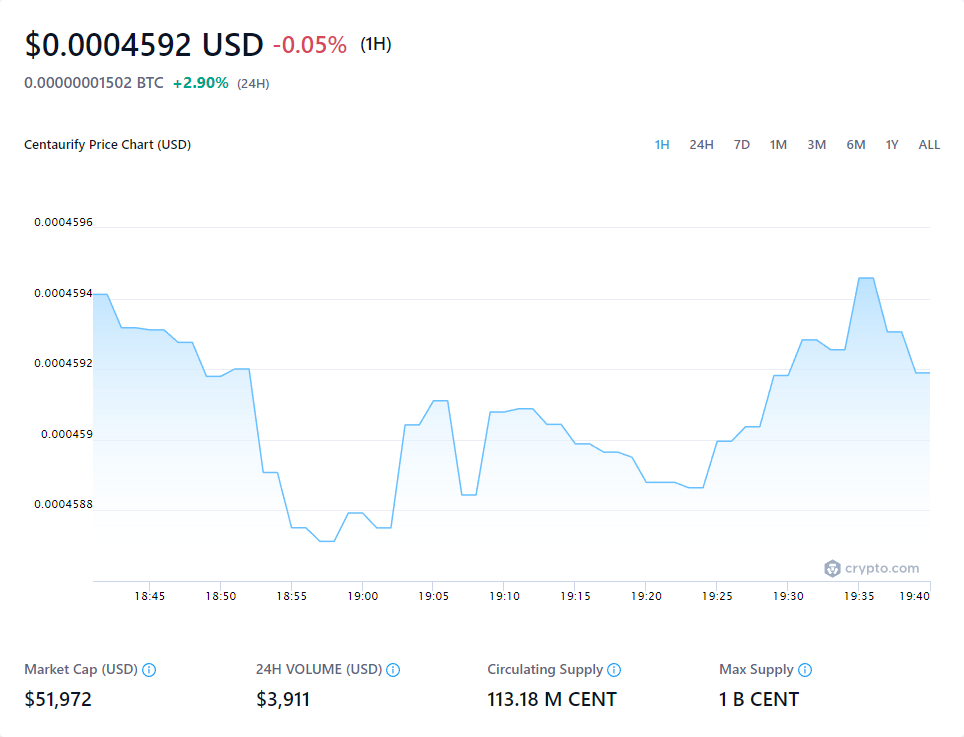 $0.0004592 USD -0.05% (1H)
0.00000001502 BTC +2.90% (24H)
Centaurify Price Chart (USD) 1H 24H 7D 1M 3M 6M 1Y ALL
0.0004596
0.0004594
0.0004592
0.000459
0.0004588
crypto.com
18:45 18:50 18:55 19:00 19:05 19:10 19:15 19:20 19:25 19:30 19:35 19:40
Market Cap (USD) 24H VOLUME (USD) Circulating Supply Max Supply
$51,972 $3,911 113.18 M CENT 1 B CENT